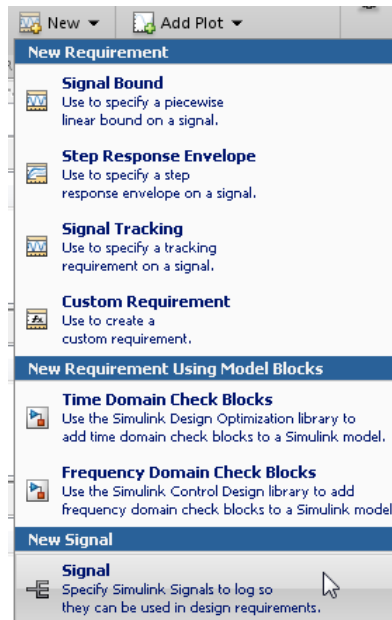 New
Add Plot
New Requirement
Signal Bound
Use to specify a piecewise
linear bound on a signal.
Step Response Envelope
Use to specify a step
response envelope on a signal.
Signal Tracking
Use to specify a tracking
requirement on a signal.
Custom Requirement
Use to create a
custom requirement.
New Requirement Using Model Blocks
Time Domain Check Blocks
Use the Simulink Design Optimization library to
add time domain check blocks to a Simulink model.
Frequency Domain Check Blocks
Use the Simulink Control Design library to add
frequency domain check blocks to a Simulink model
New Signal
Signal
Specify Simulink Signals to log so
they can be used in design requirements.